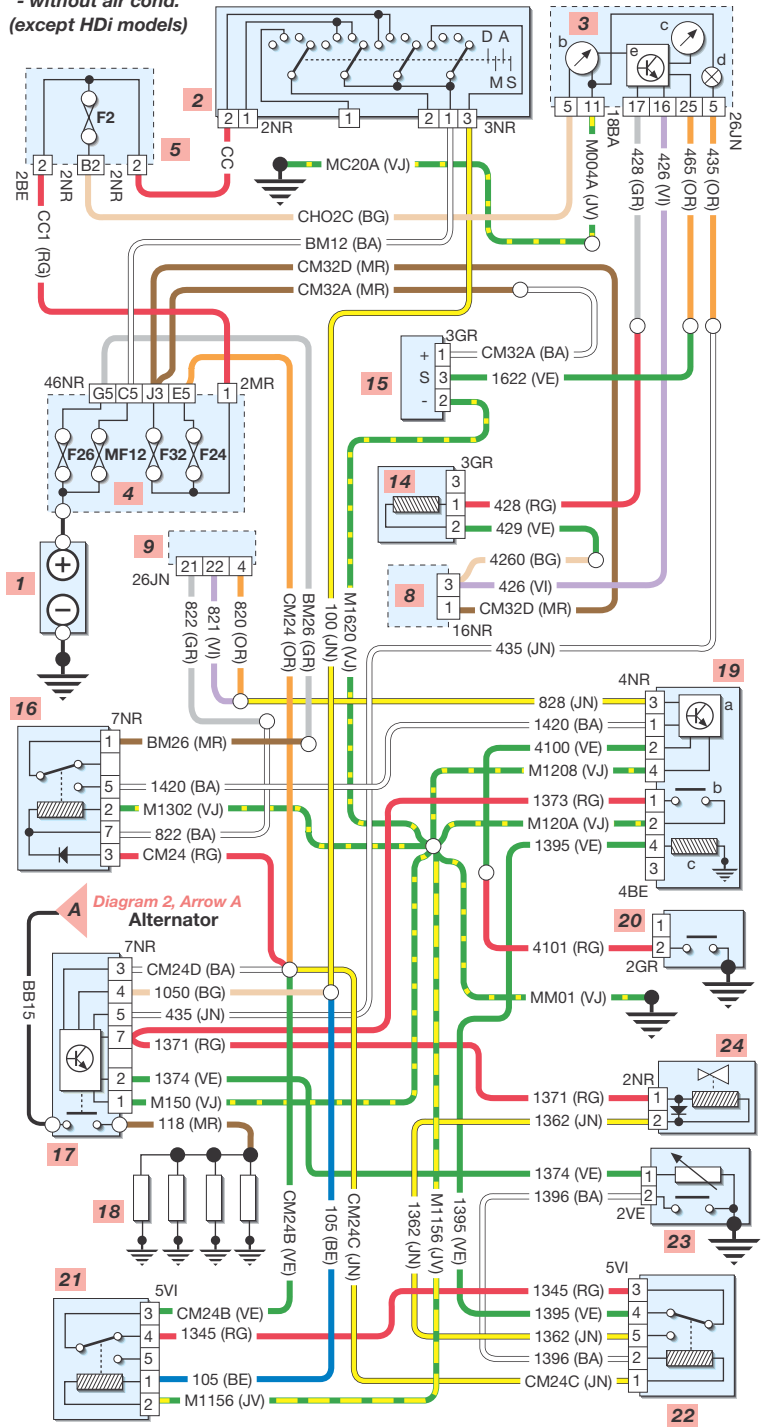 - without air cond.
(except HDi models)
2
D A
M S
2 1
2NR
1
2 1 3
3NR
3
b
c
e
d
5 11
18BA
17 16 25 5
26JN
F2
5
2
2BE
2NR
B2
2NR
2
CC
MC20A (VJ)
M004A (JV)
428 (GR)
426 (VI)
465 (OR)
435 (OR)
CHO2C (BG)
CC1 (RG)
BM12 (BA)
CM32D (MR)
CM32A (MR)
46NR
G5 C5 J3 E5
1
2MR
F26 MF12 F32 F24
4
15
3GR
+ 1
S 3
- 2
CM32A (BA)
1622 (VE)
14
3GR
3
1
2
428 (RG)
429 (VE)
4260 (BG)
8
3
1
16NR
426 (VI)
CM32D (MR)
1
+
−
9
21 22 4
26JN
822 (GR)
821 (VI)
820 (OR)
CM24 (OR)
BM26 (GR)
100 (JN)
M1620 (VJ)
435 (JN)
16
7NR
1
5
2
7
3
BM26 (MR)
1420 (BA)
M1302 (VJ)
822 (BA)
CM24 (RG)
19
4NR
3
1
2
4
a
828 (JN)
1420 (BA)
4100 (VE)
M1208 (VJ)
1
2
4
3
b
c
4BE
1373 (RG)
M120A (VJ)
1395 (VE)
A
Diagram 2, Arrow A
Alternator
BB15
20
1
2
2GR
4101 (RG)
MM01 (VJ)
7NR
3
4
5
7
2
1
CM24D (BA)
1050 (BG)
435 (JN)
1371 (RG)
1374 (VE)
M150 (VJ)
118 (MR)
17
24
2NR
1
2
1371 (RG)
1362 (JN)
18
CM24B (VE)
105 (BE)
CM24C (JN)
1362 (JN)
M1156 (JV)
1395 (VE)
1374 (VE)
1396 (BA)
1
2
2VE
23
21
5VI
3
4
5
1
2
CM24B (VE)
1345 (RG)
105 (BE)
M1156 (JV)
5VI
3
4
5
2
1
1345 (RG)
1395 (VE)
1362 (JN)
1396 (BA)
CM24C (JN)
22